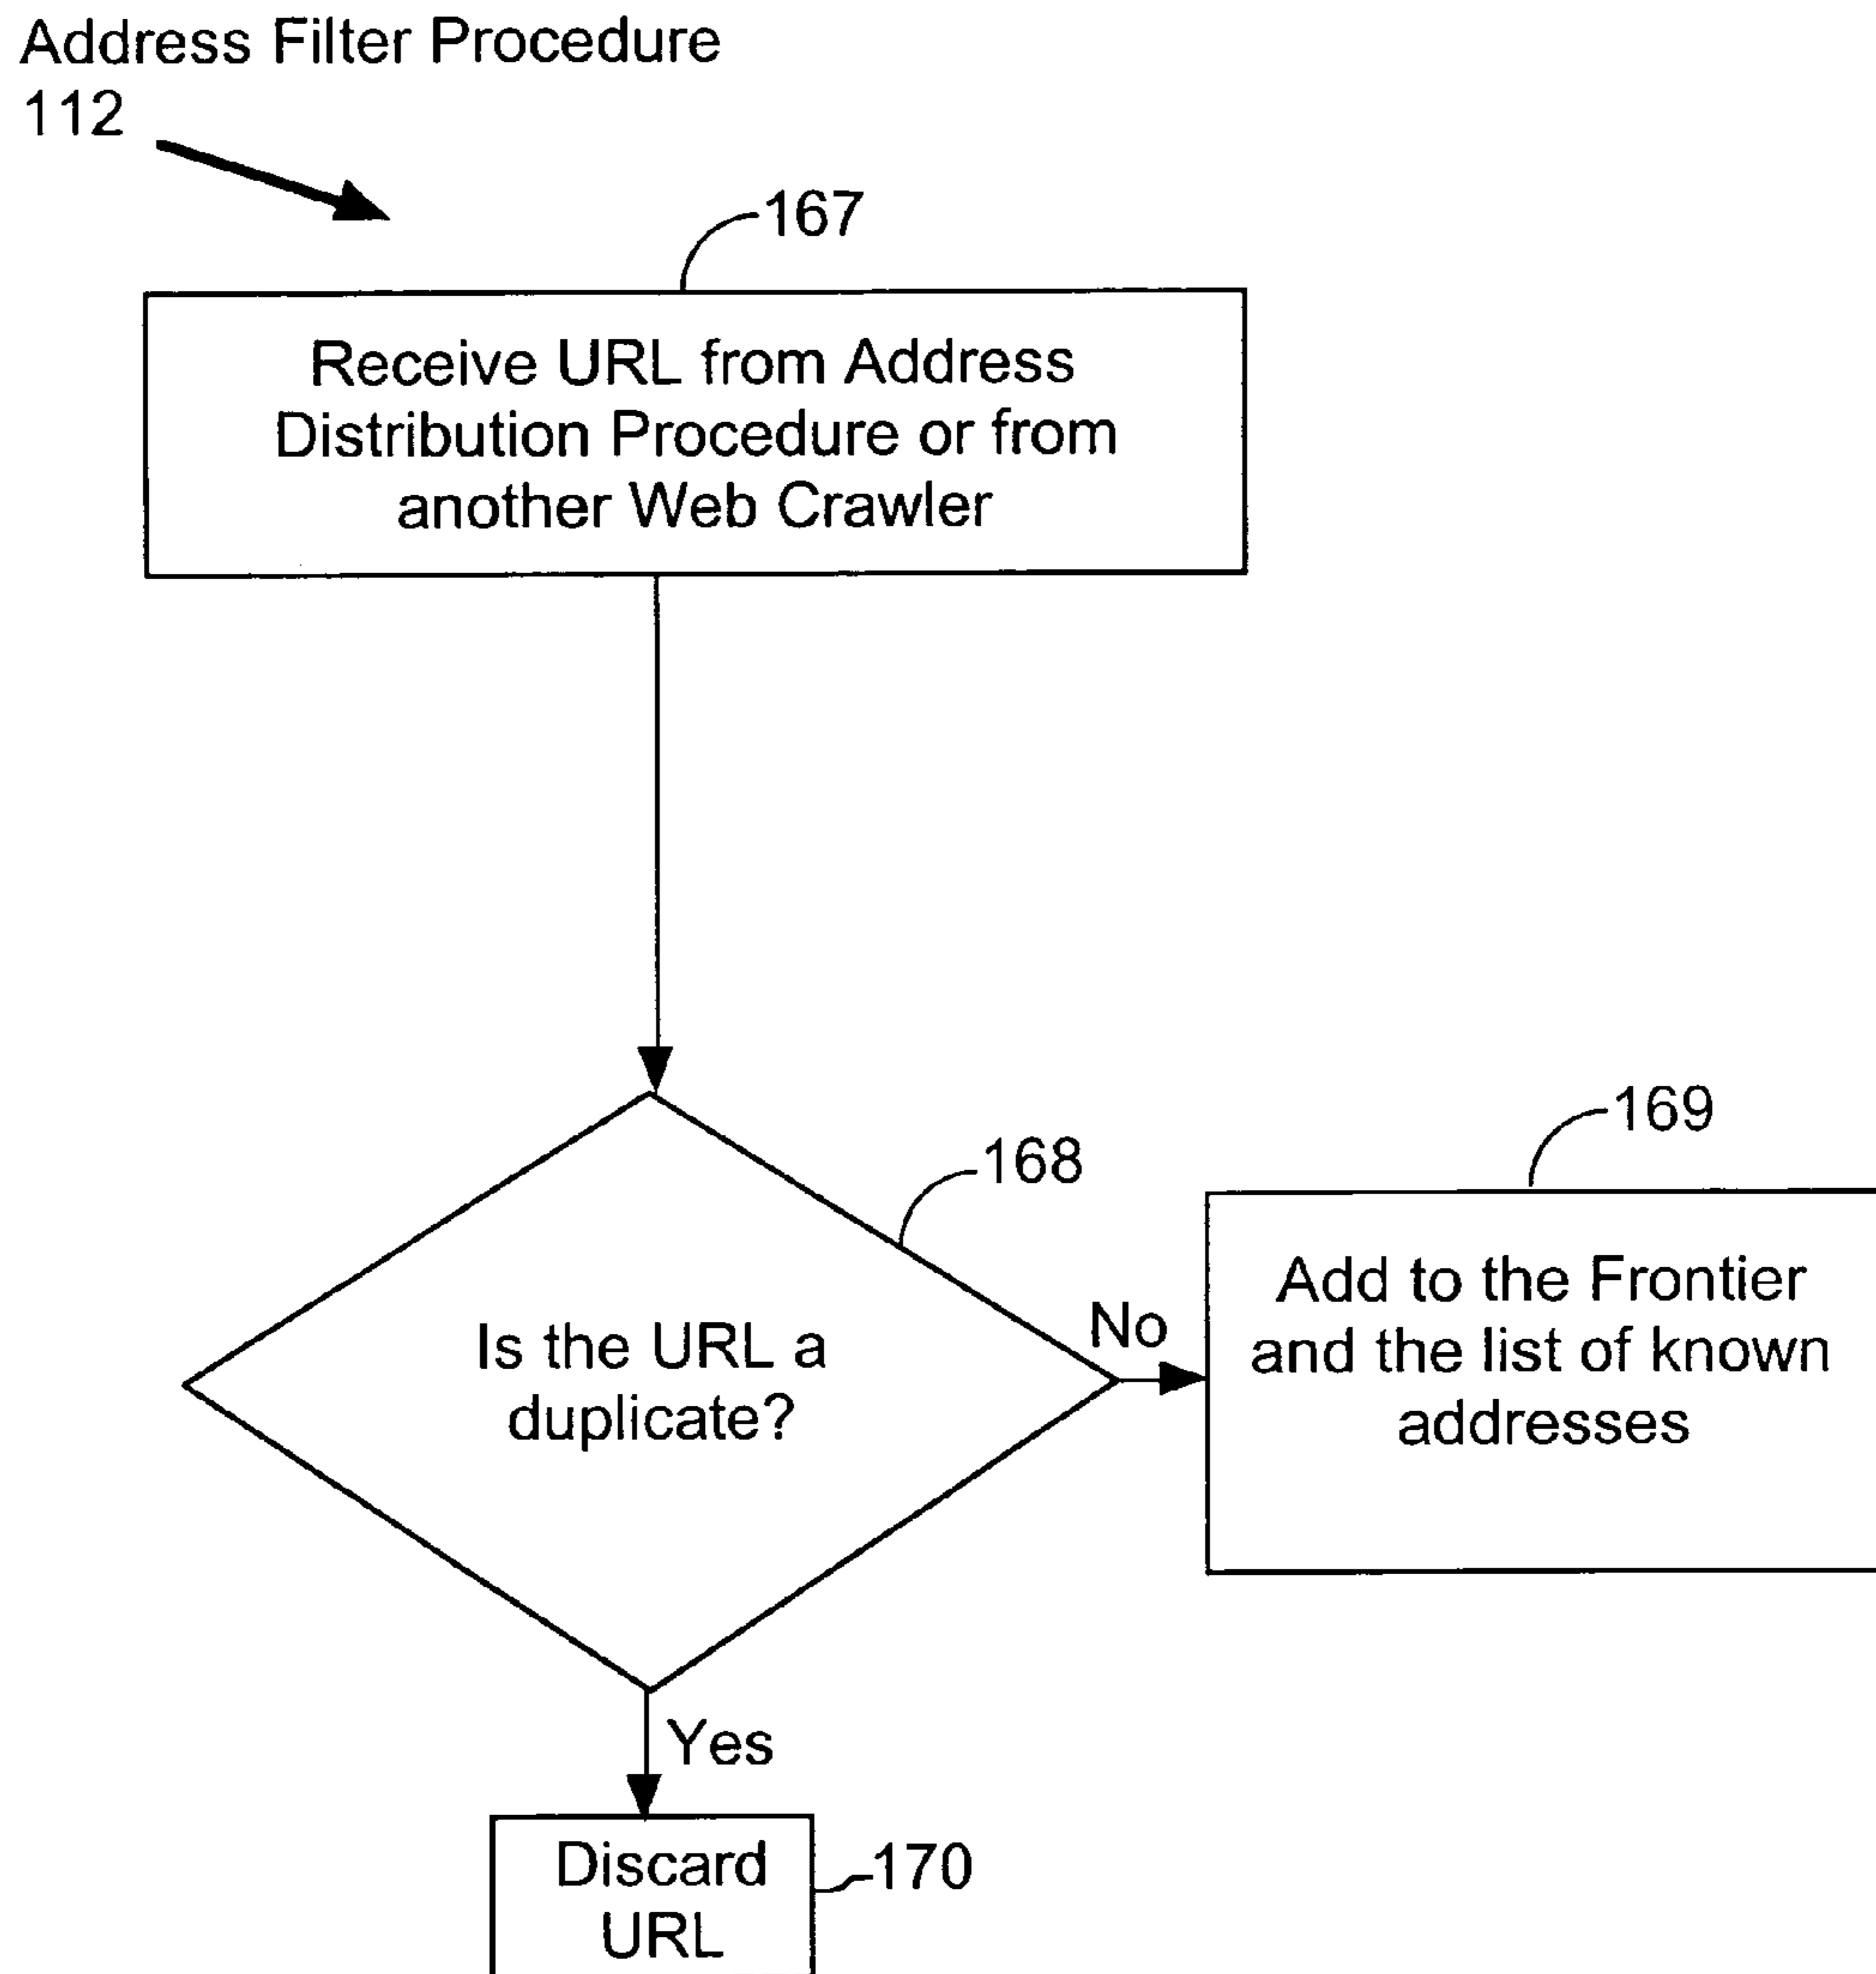 Address Filter Procedure
112
167
Receive URL from Address
Distribution Procedure or from
another Web Crawler
168
169
Is the URL a
duplicate?
No
Add to the Frontier
and the list of known
addresses
Yes
Discard
URL
170